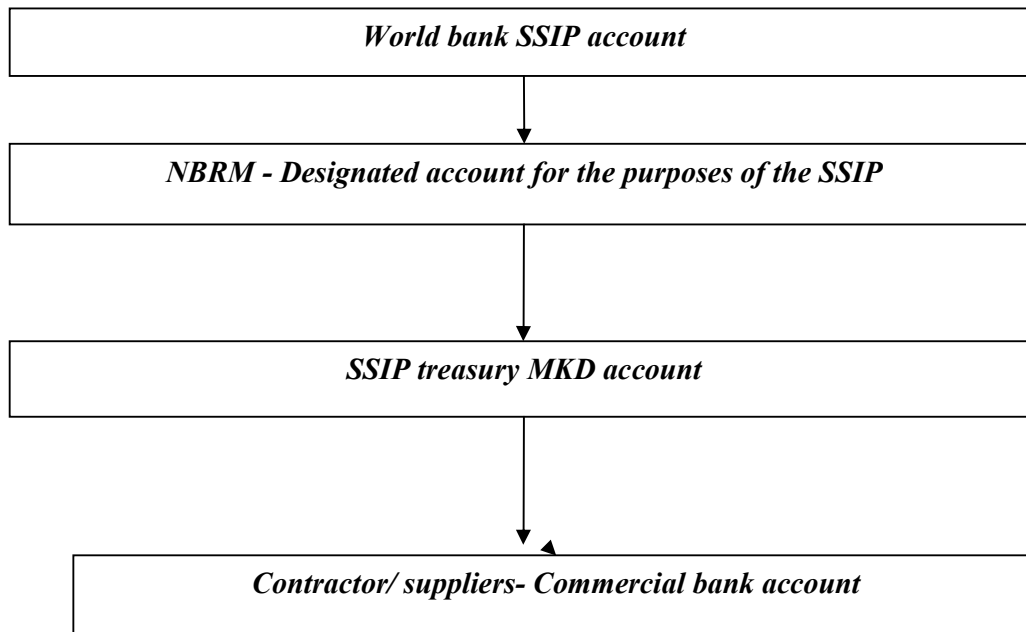 World bank SSIP account
NBRM - Designated account for the purposes of the SSIP
SSIP treasury MKD account
Contractor/ suppliers- Commercial bank account